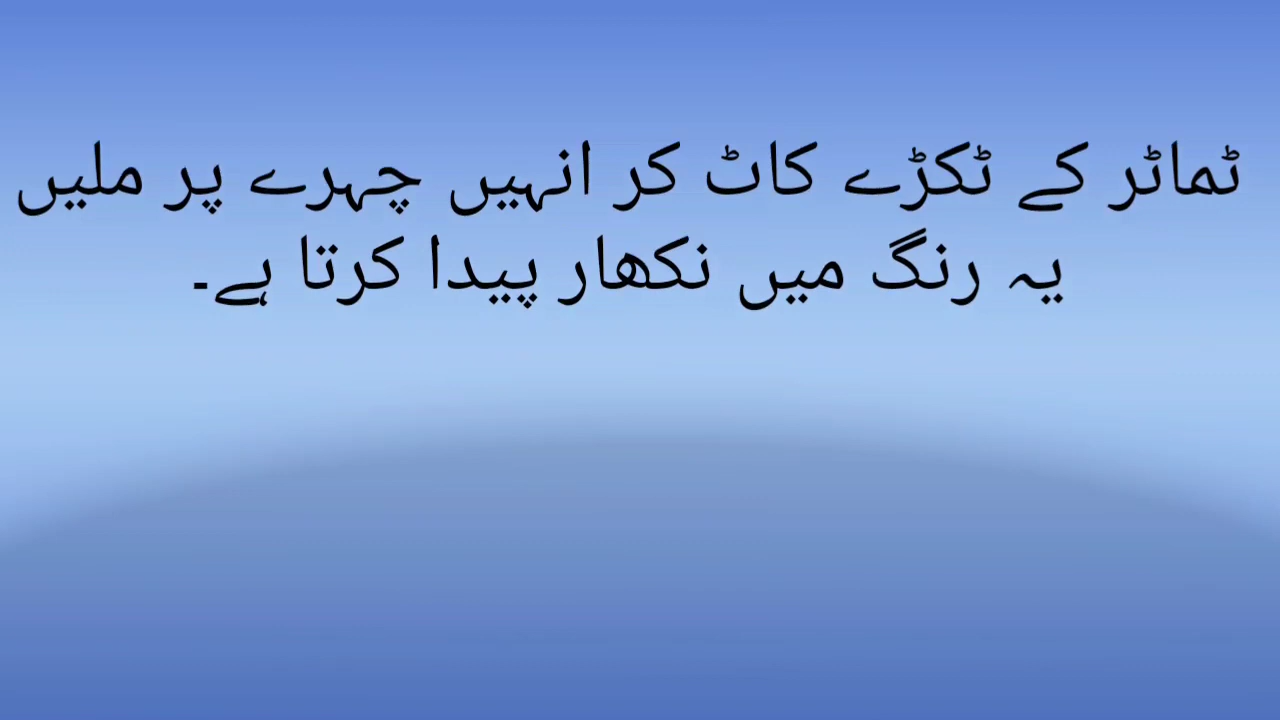 ٹماٹر کے ٹکڑے کاٹ کر انہیں چہرے پر ملیں
یہ رنگ میں نکھار پیدا کرتا ہے۔